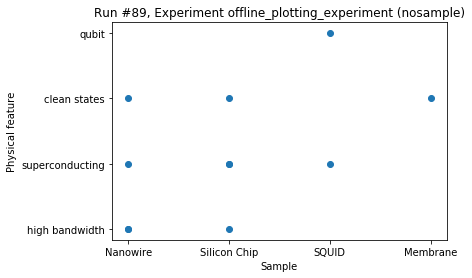 Run #89, Experiment offline_plotting_experiment (nosample)
qubit
clean states
superconducting
high bandwidth
Physical feature
Nanowire
Silicon Chip
SQUID
Membrane
Sample